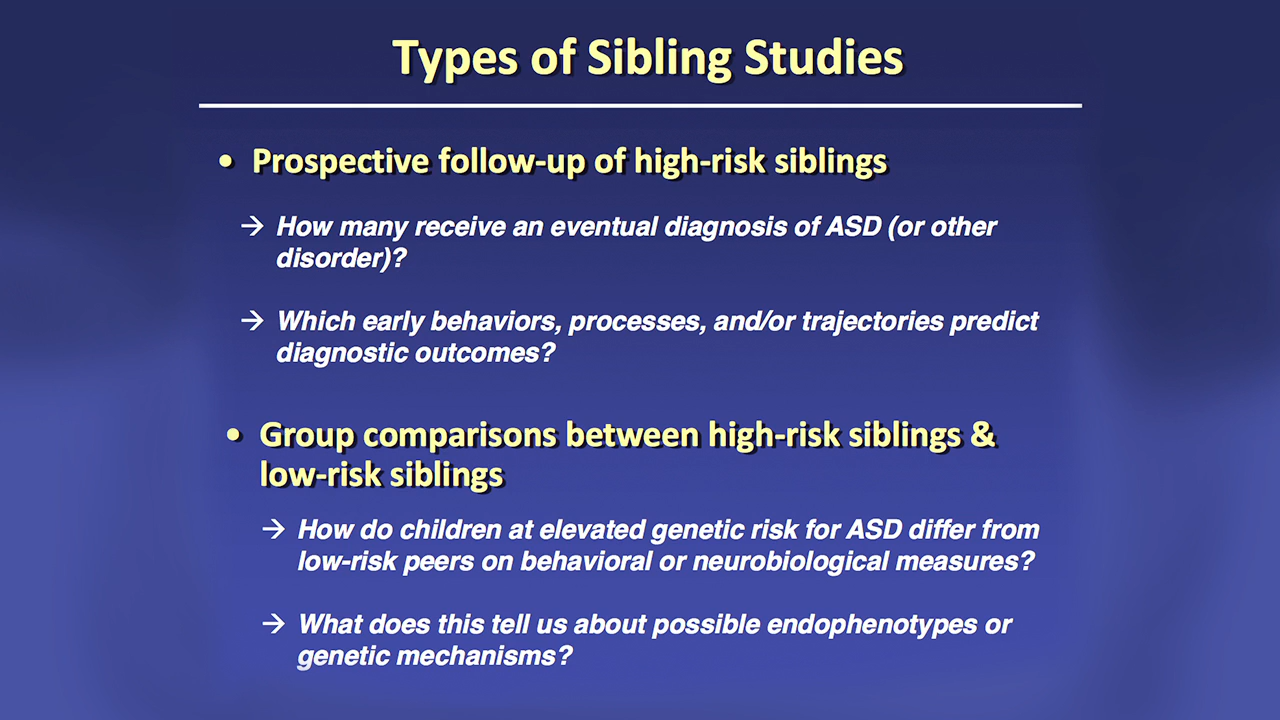 Types of Sibling Studies
• Prospective follow-up of high-risk siblings
→ How many receive an eventual diagnosis of ASD (or other
disorder)?
→ Which early behaviors, processes, and/or trajectories predict
diagnostic outcomes?
• Group comparisons between high-risk siblings &
low-risk siblings
→ How do children at elevated genetic risk for ASD differ from
low-risk peers on behavioral or neurobiological measures?
→ What does this tell us about possible endophenotypes or
genetic mechanisms?